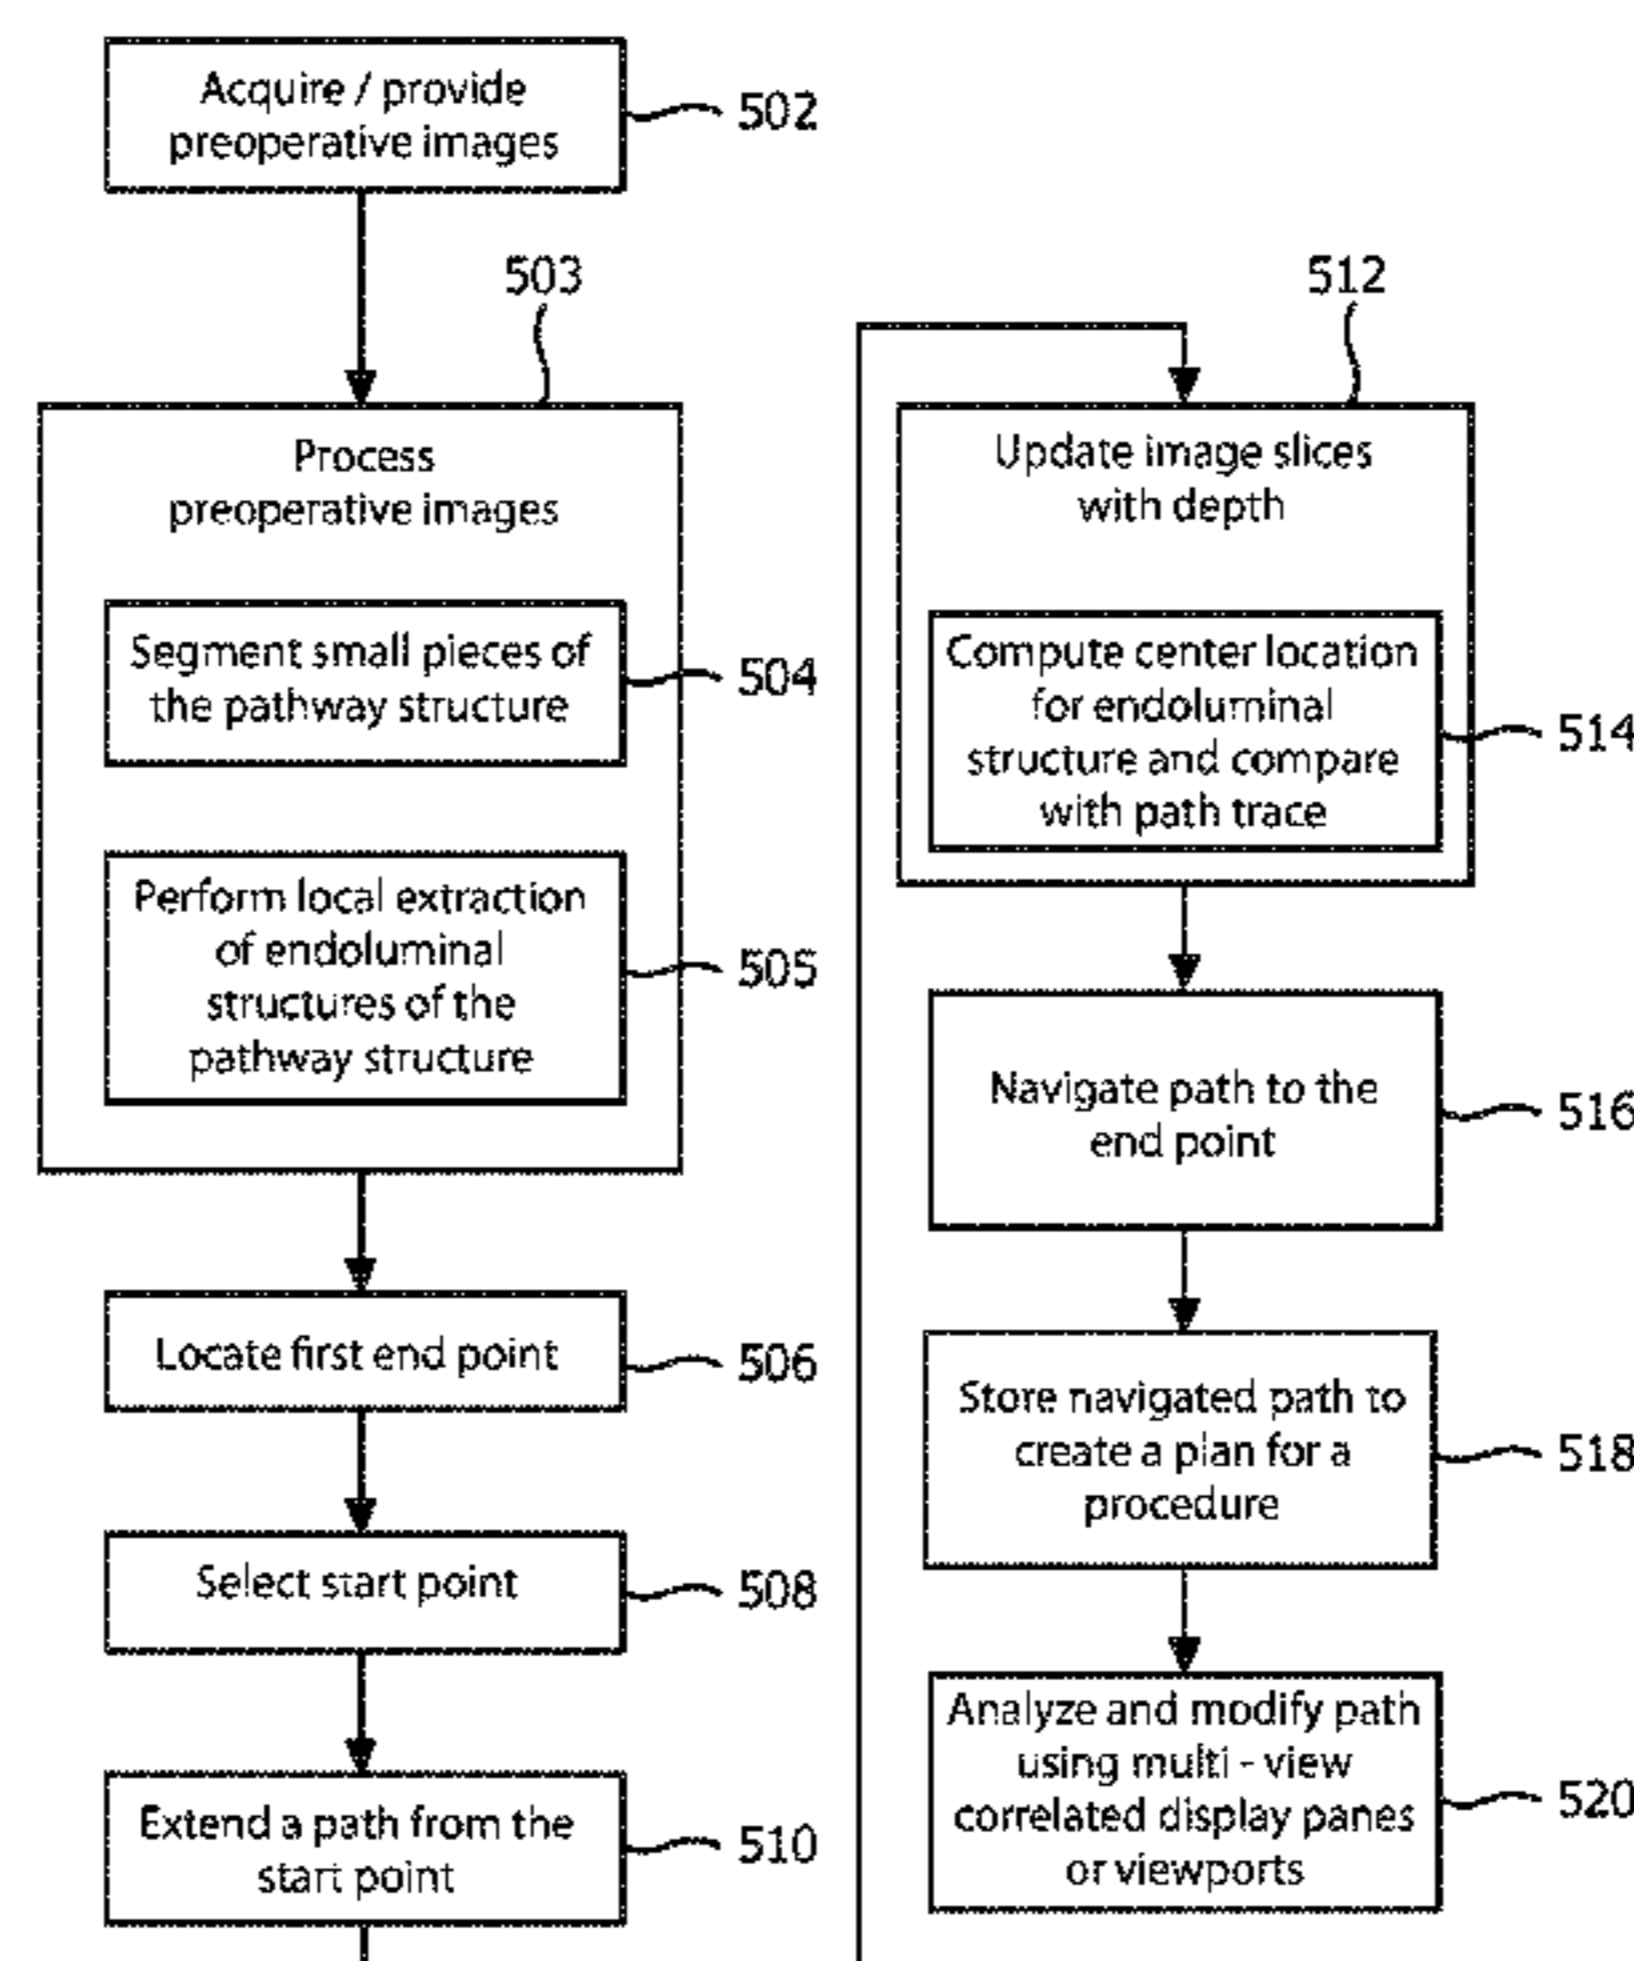 Acquire / provide
preoperative images
502
503
Process
preoperative images
Segment small pieces of
the pathway structure
504
Perform local extraction
of endoluminal
structures of the
pathway structure
505
Locate first end point
506
Select start point
508
Extend a path from the
start point
510
512
Update image slices
with depth
Compute center location
for endoluminal
structure and compare
with path trace
514
Navigate path to the
end point
516
Store navigated path to
create a plan for a
procedure
518
Analyze and modify path
using multi - view
correlated display panes
or viewports
520